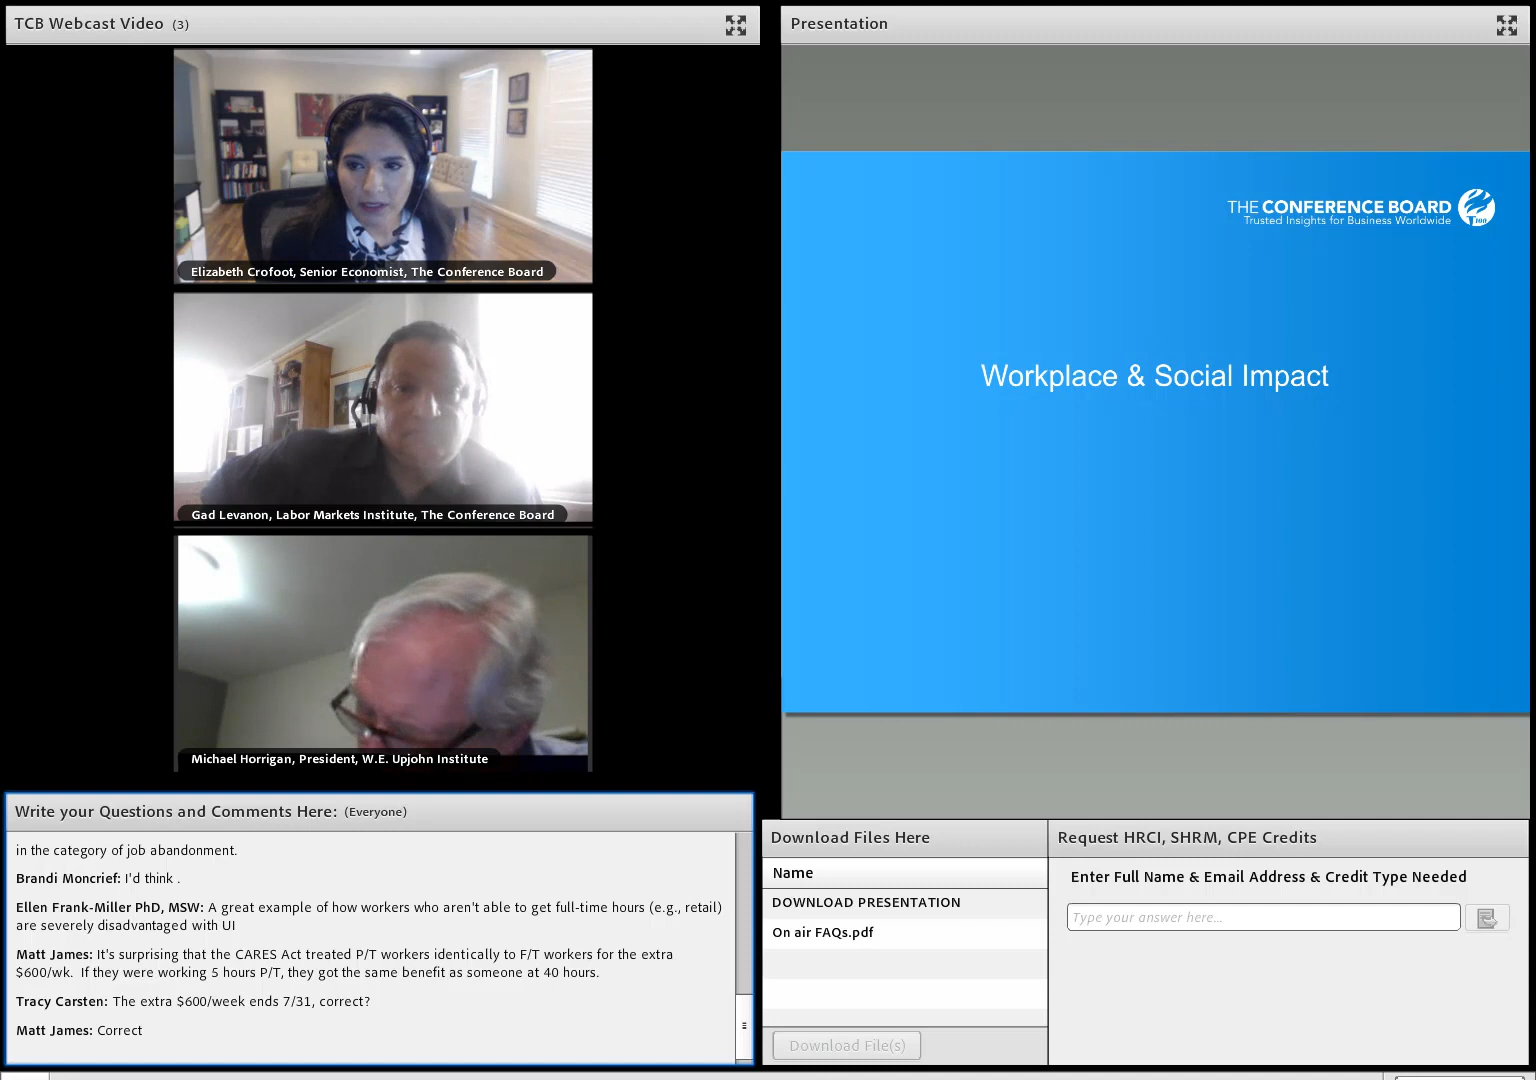 TCB Webcast Video (3)
Elizabeth Crofoot, Senior Economist, The Conference Board
Gad Levanon, Labor Markets Institute, The Conference Board
Michael Horrigan, President, W.E. Upjohn Institute
Presentation
THE CONFERENCE BOARD
Trusted Insights for Business Worldwide
100
Workplace & Social Impact
Write your Questions and Comments Here: (Everyone)
in the category of job abandonment.
Brandi Moncrief: I'd think .
Ellen Frank-Miller PhD, MSW: A great example of how workers who aren't able to get full-time hours (e.g., retail)
are severely disadvantaged with UI
Matt James: It's surprising that the CARES Act treated P/T workers identically to F/T workers for the extra
$600/wk. If they were working 5 hours P/T, they got the same benefit as someone at 40 hours.
Tracy Carsten: The extra $600/week ends 7/31, correct?
Matt James: Correct
Download Files Here
Name
DOWNLOAD PRESENTATION
On air FAQs.pdf
Download File(s)
Request HRCI, SHRM, CPE Credits
Enter Full Name & Email Address & Credit Type Needed
Type your answer here...